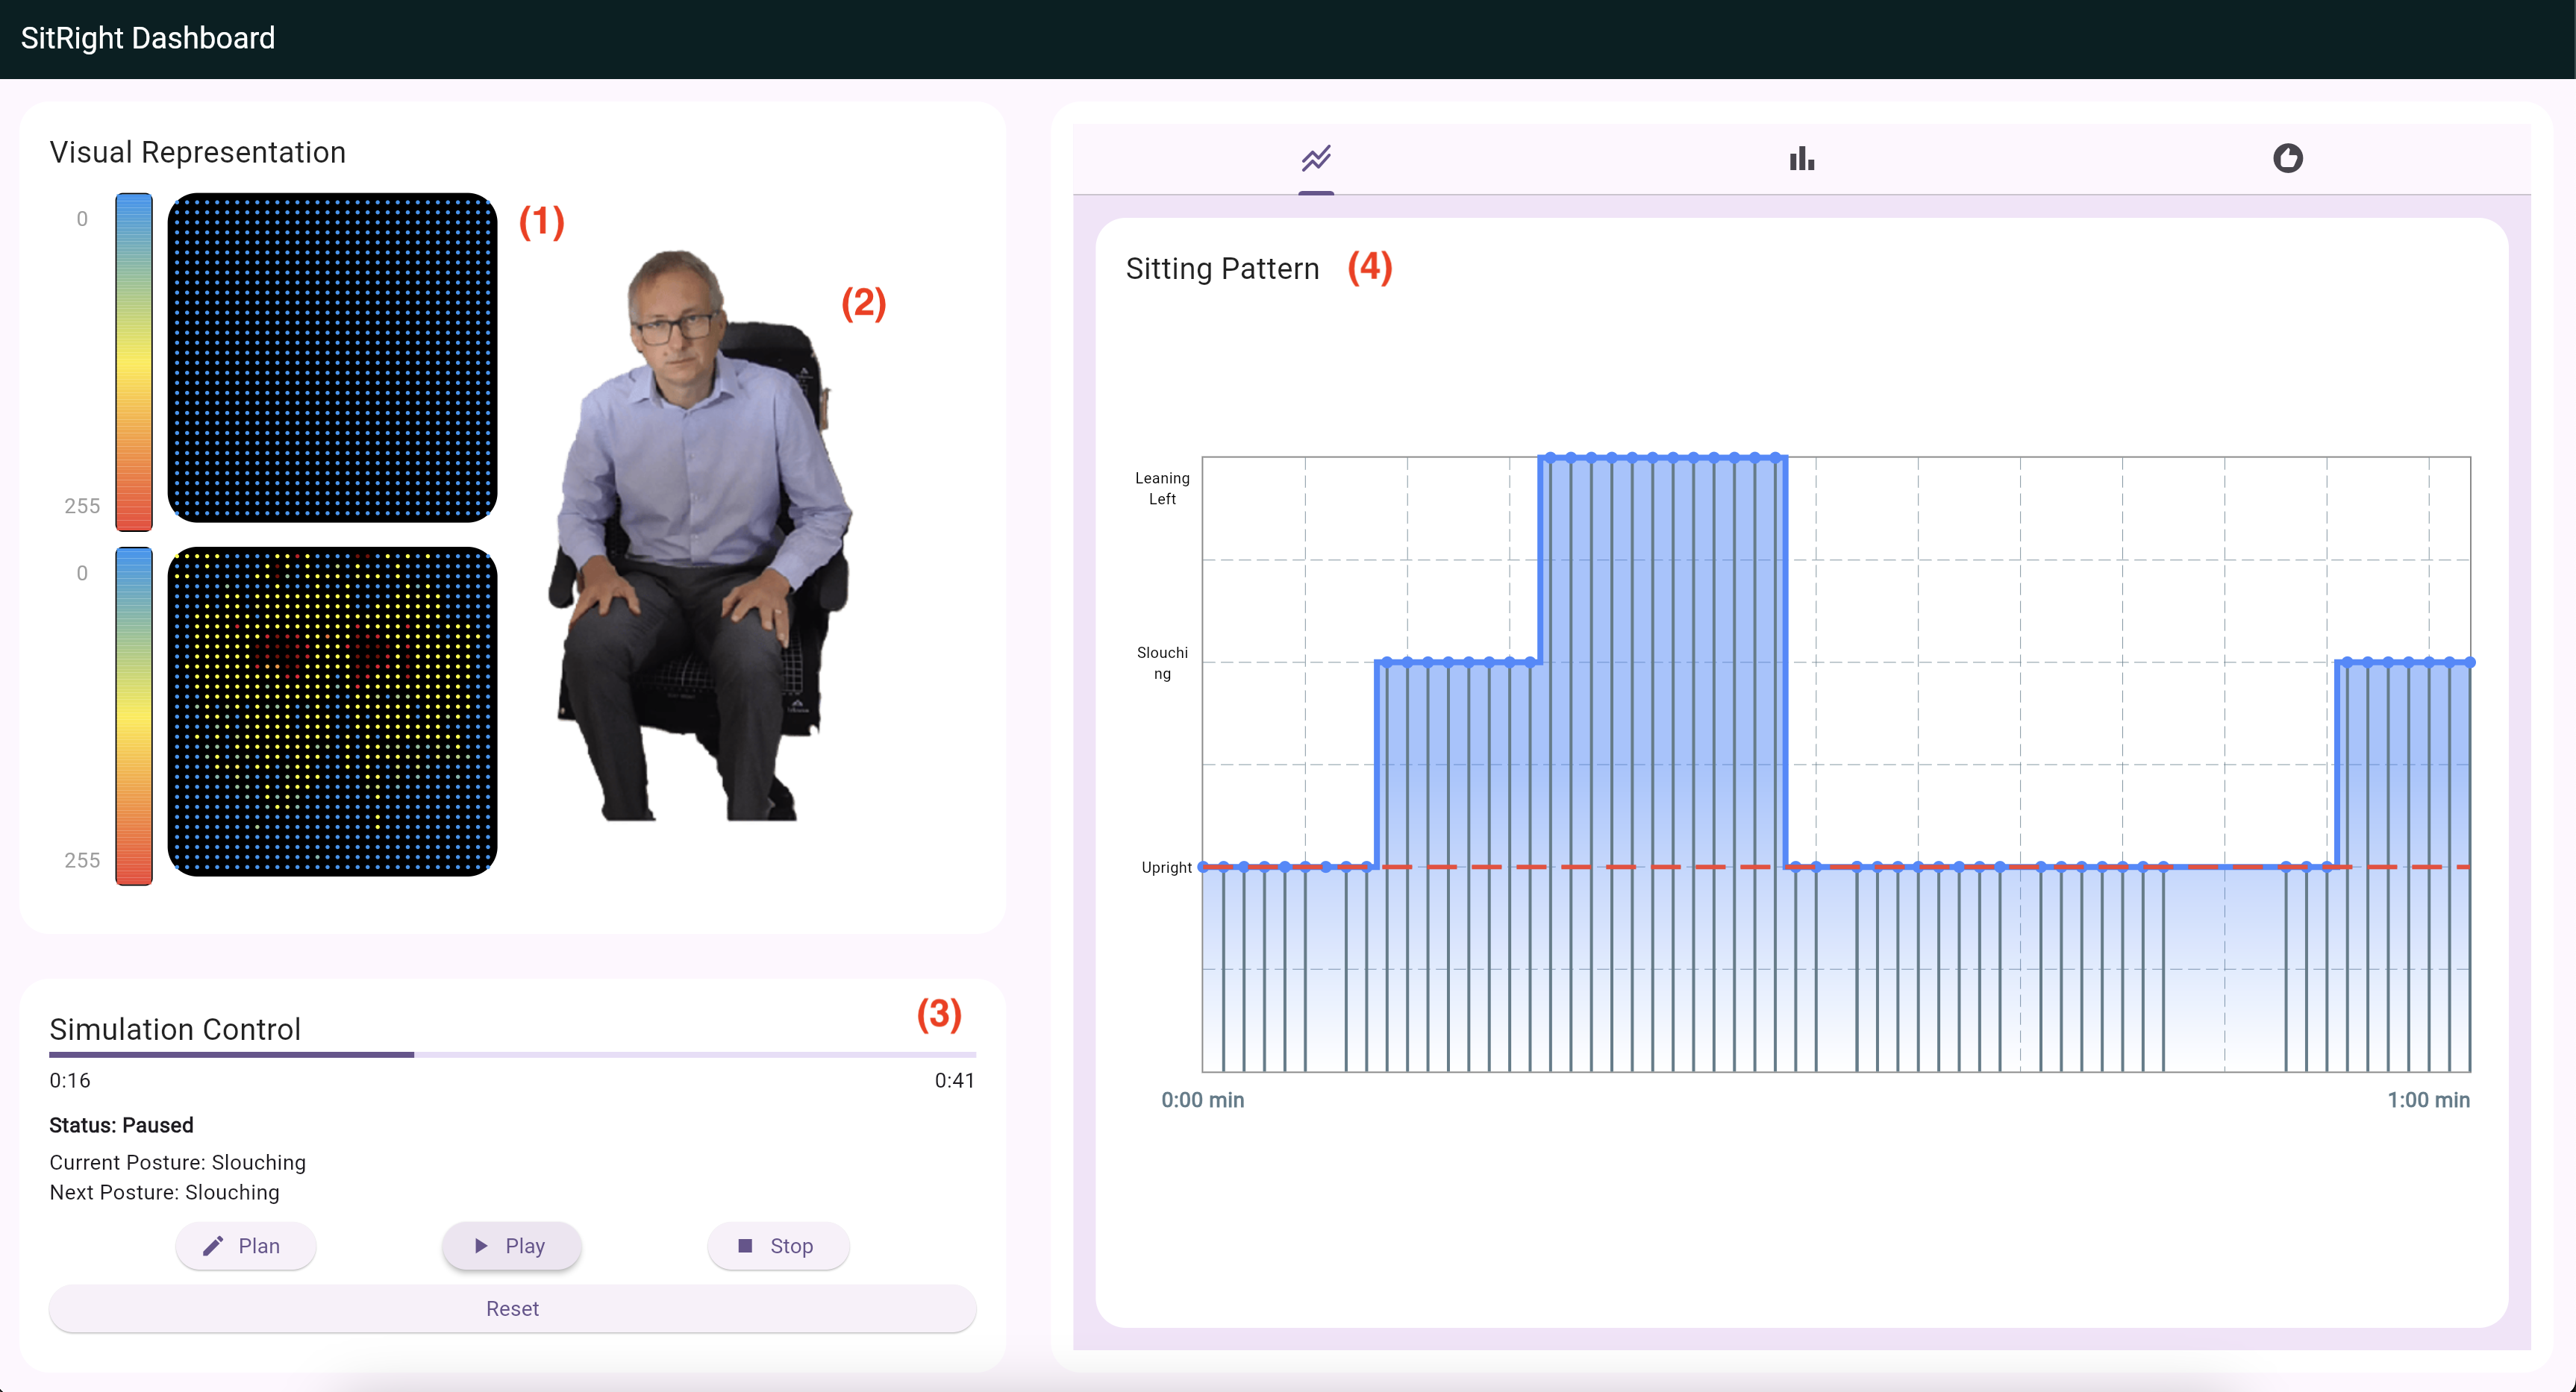 SitRight Dashboard
Visual Representation
0
(1)
(2)
255
0
255
Simulation Control
(3)
0:16
0:41
Status: Paused
Current Posture: Slouching
Next Posture: Slouching
Plan
Play
Stop
Reset
Sitting Pattern
(4)
Leaning
Left
Slouchi
ng
Upright
0:00 min
1:00 min